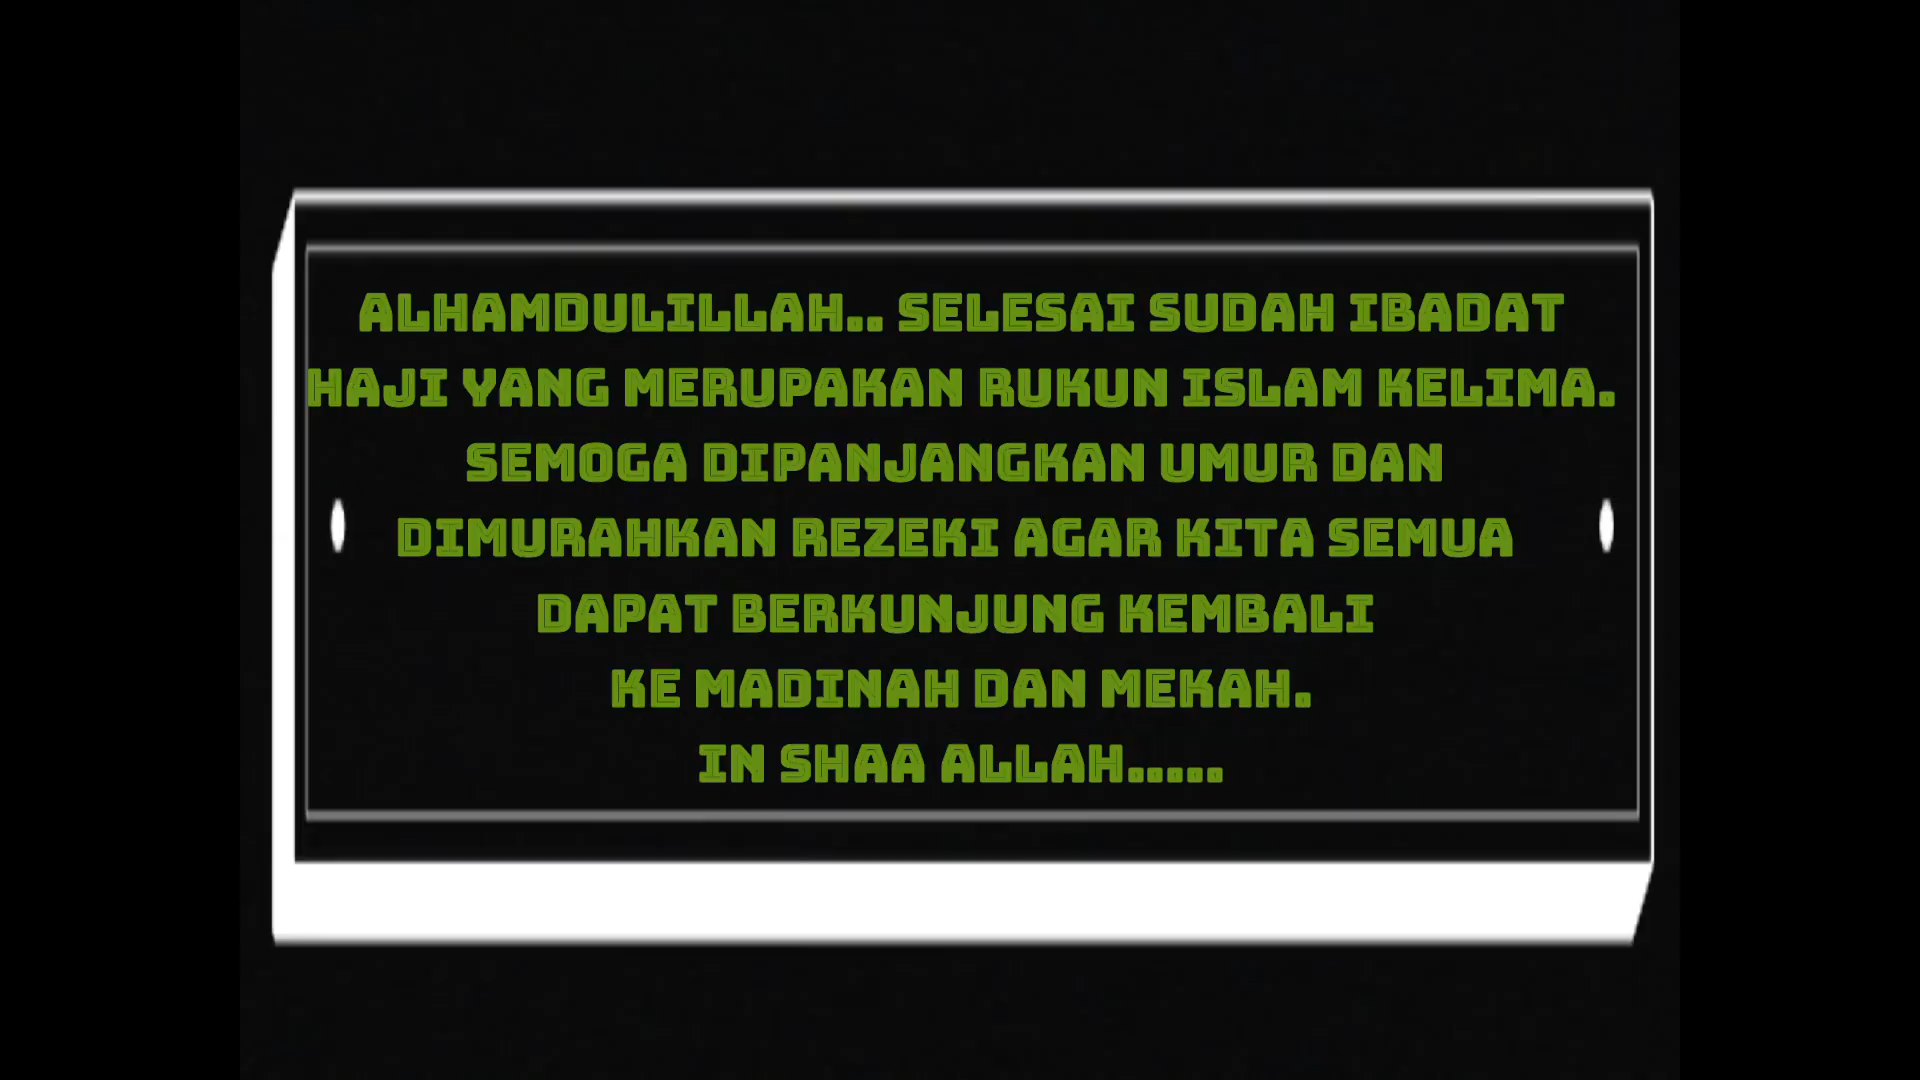 ALHAMDULILLAH.. SELESAI SUDAH IBADAT
HAJI YANG MERUPAKAN RUKUN ISLAM KELIMA.
SEMOGA DIPANJANGKAN UMUR DAN
DIMURAHKAN REZEKI AGAR KITA SEMUA
DAPAT BERKUNJUNG KEMBALI
KE MADINAH DAN MEKAH.
IN SHAA ALLAH.....